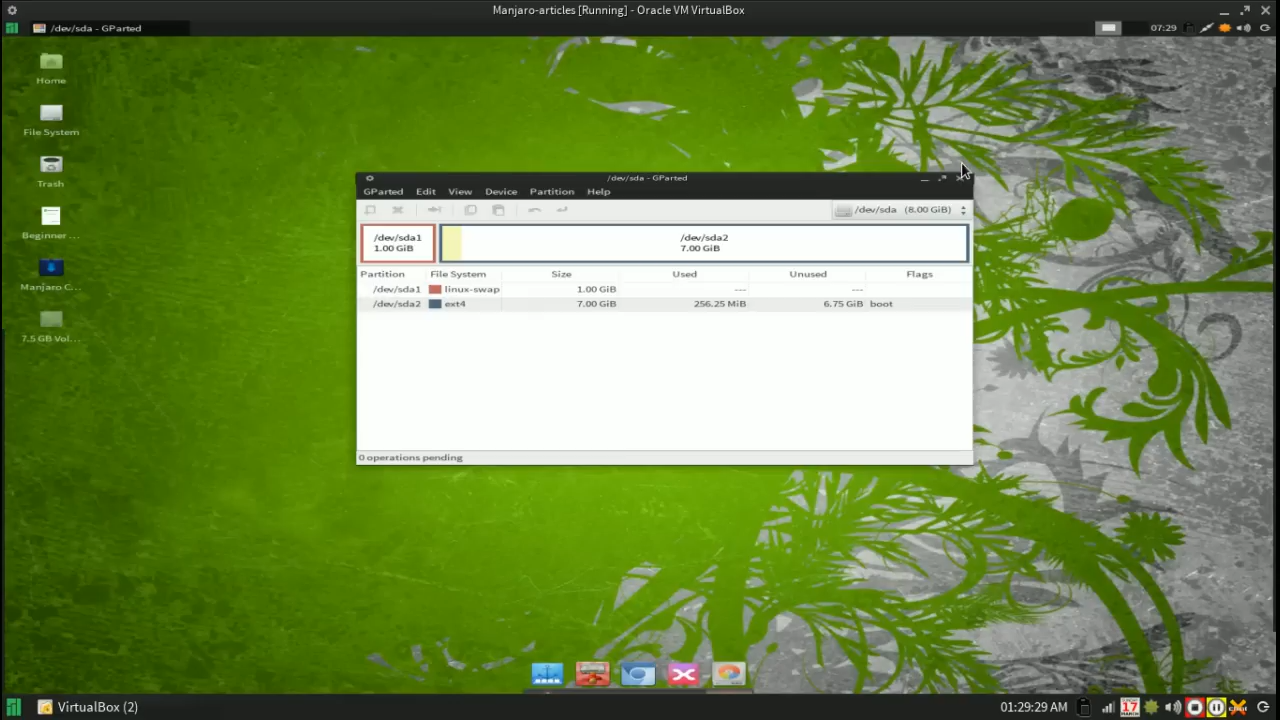 Manjaro-articles [Running] - Oracle VM VirtualBox
/dev/sda - GParted
07:29
Home
File System
Trash
Beginner ...
Manjaro C...
7.5 GB Vol...
/dev/sda - GParted
GParted Edit View Device Partition Help
/dev/sda (8.00 GiB)
/dev/sda1
1.00 GiB
/dev/sda2
7.00 GiB
Partition File System Size Used Unused Flags
/dev/sda1 linux-swap 1.00 GiB --- ---
/dev/sda2 ext4 7.00 GiB 256.25 MiB 6.75 GiB boot
0 operations pending
VirtualBox (2)
01:29:29 AM
17